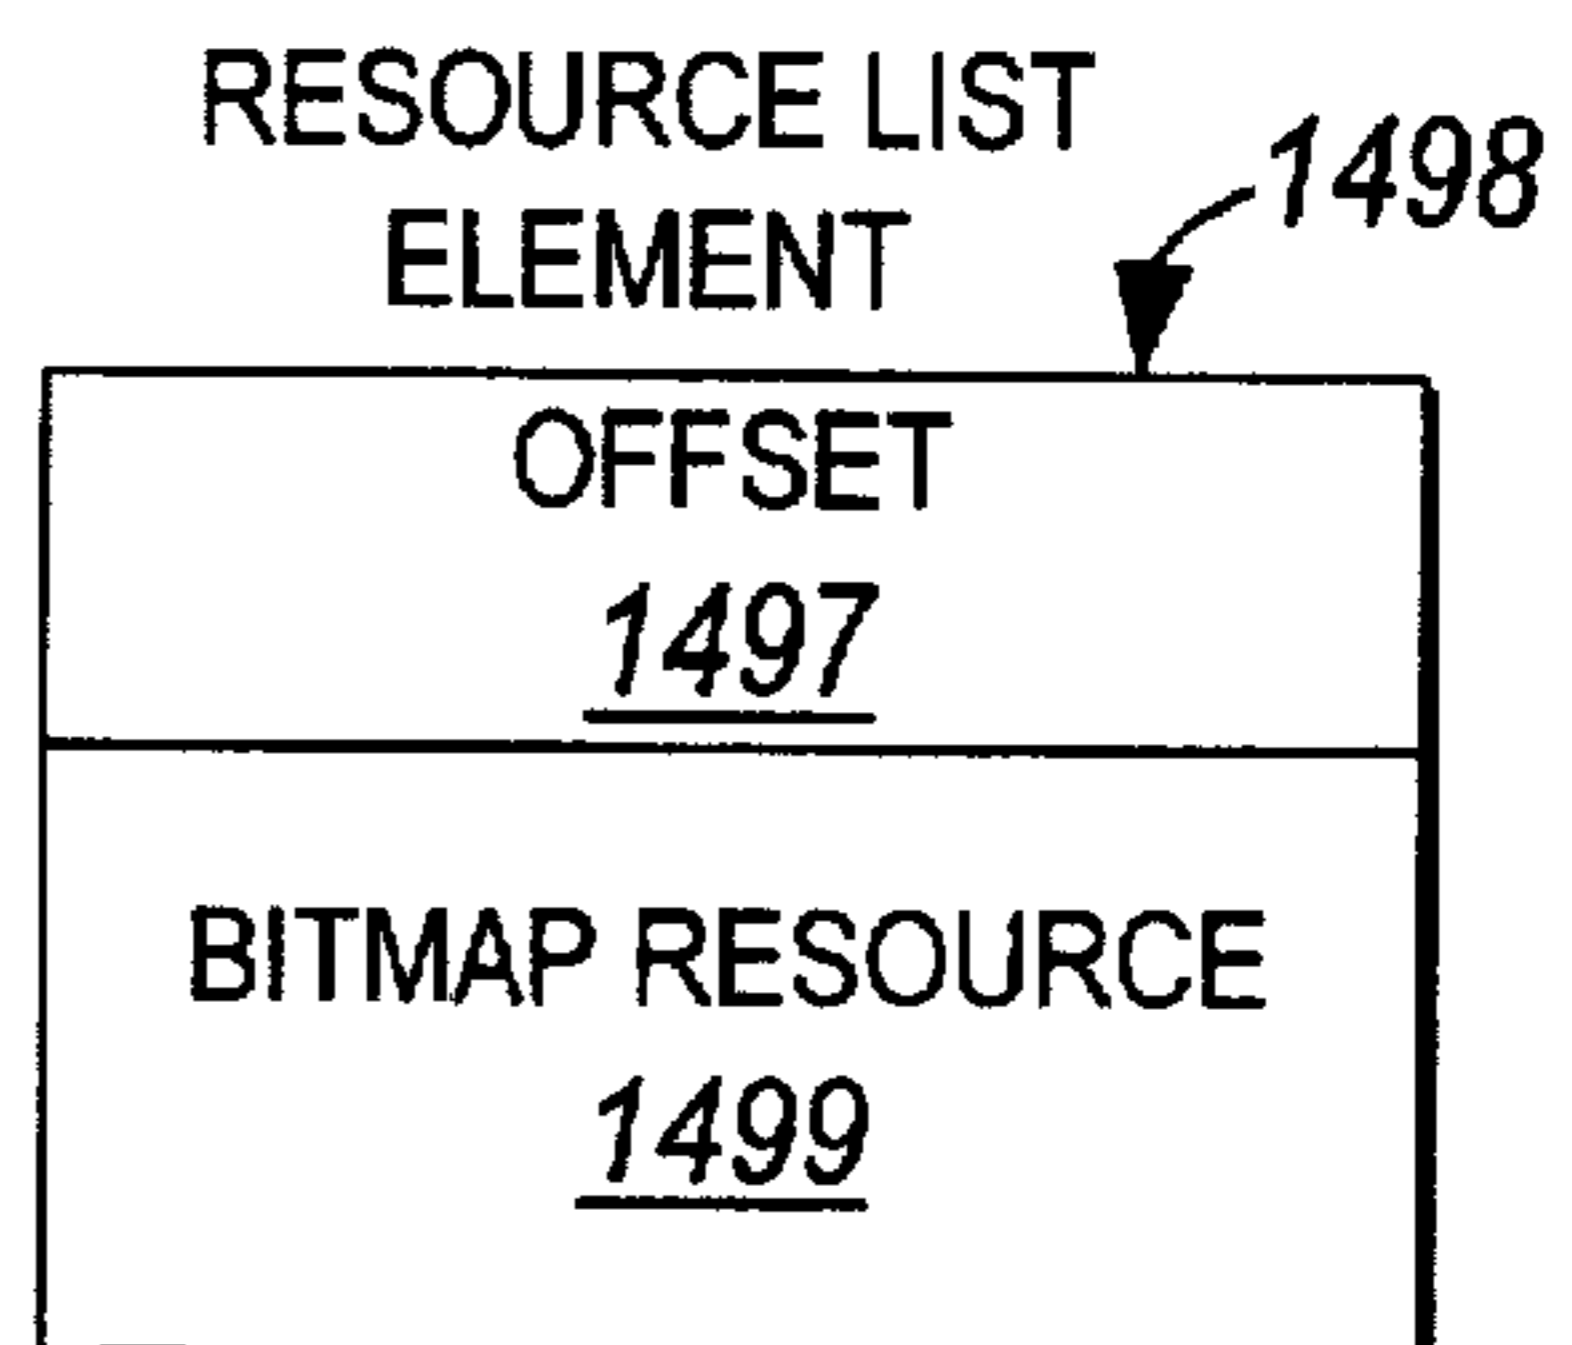 RESOURCE LIST
ELEMENT
1498
OFFSET
1497
BITMAP RESOURCE
1499